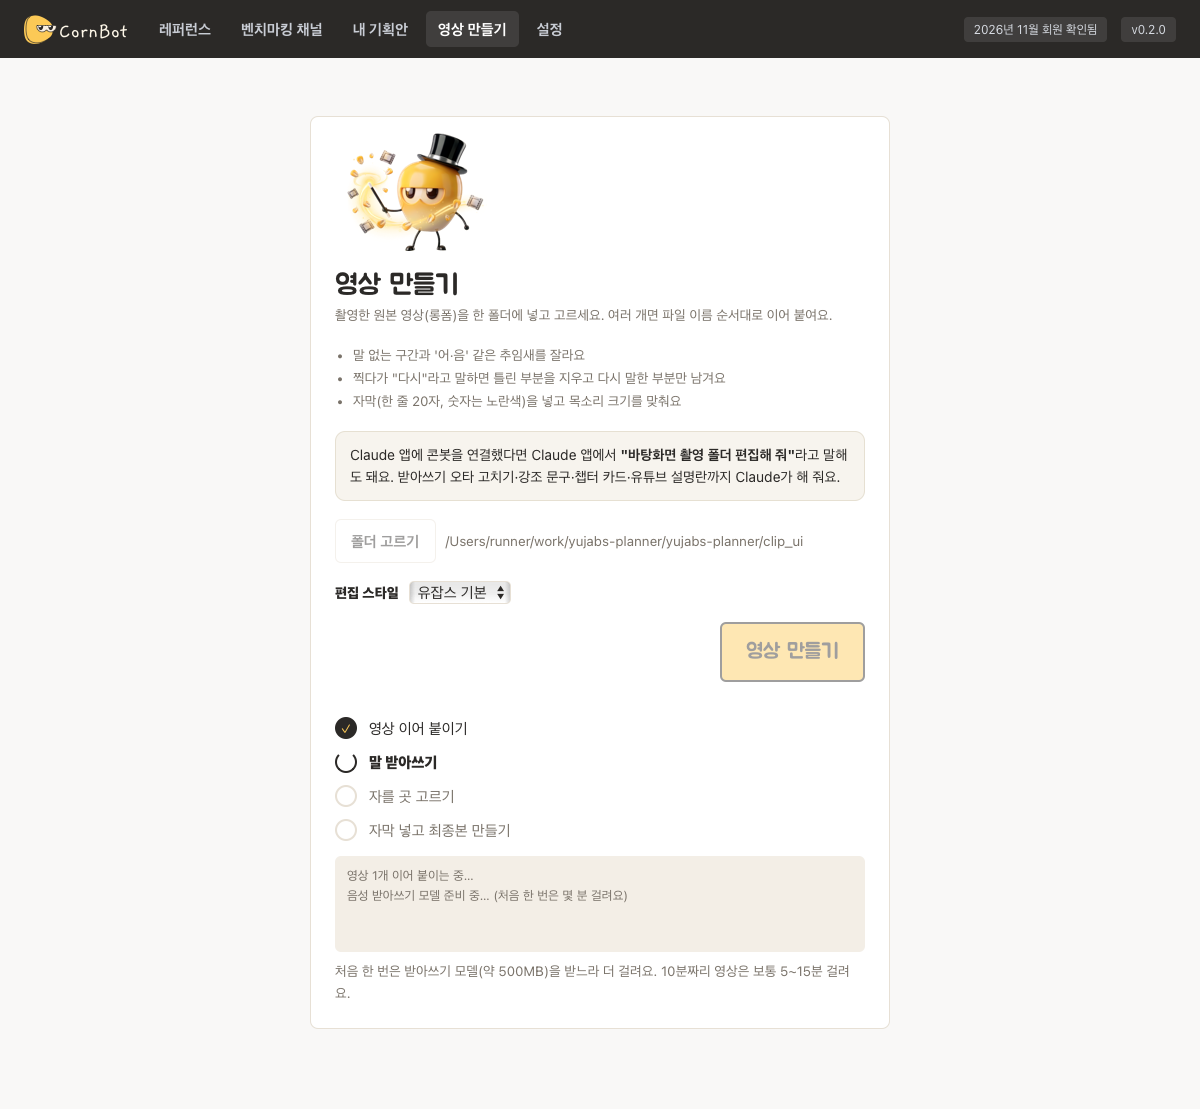 CornBot
레퍼런스
벤치마킹 채널
내 기획안
영상 만들기
설정
2026년 11월 회원 확인됨
v0.2.0
영상 만들기
촬영한 원본 영상(롱폼)을 한 폴더에 넣고 고르세요. 여러 개면 파일 이름 순서대로 이어 붙여요.
• 말 없는 구간과 '어·음' 같은 추임새를 잘라요
• 찍다가 "다시"라고 말하면 틀린 부분을 지우고 다시 말한 부분만 남겨요
• 자막(한 줄 20자, 숫자는 노란색)을 넣고 목소리 크기를 맞춰요
Claude 앱에 콘봇을 연결했다면 Claude 앱에서 "바탕화면 촬영 폴더 편집해 줘"라고 말해
도 돼요. 받아쓰기 오타 고치기·강조 문구·챕터 카드·유튜브 설명란까지 Claude가 해 줘요.
폴더 고르기
/Users/runner/work/yujabs-planner/yujabs-planner/clip_ui
편집 스타일
유잡스 기본
영상 만들기
영상 이어 붙이기
말 받아쓰기
자를 곳 고르기
자막 넣고 최종본 만들기
영상 1개 이어 붙이는 중…
음성 받아쓰기 모델 준비 중… (처음 한 번은 몇 분 걸려요)
처음 한 번은 받아쓰기 모델(약 500MB)을 받느라 더 걸려요. 10분짜리 영상은 보통 5~15분 걸려
요.